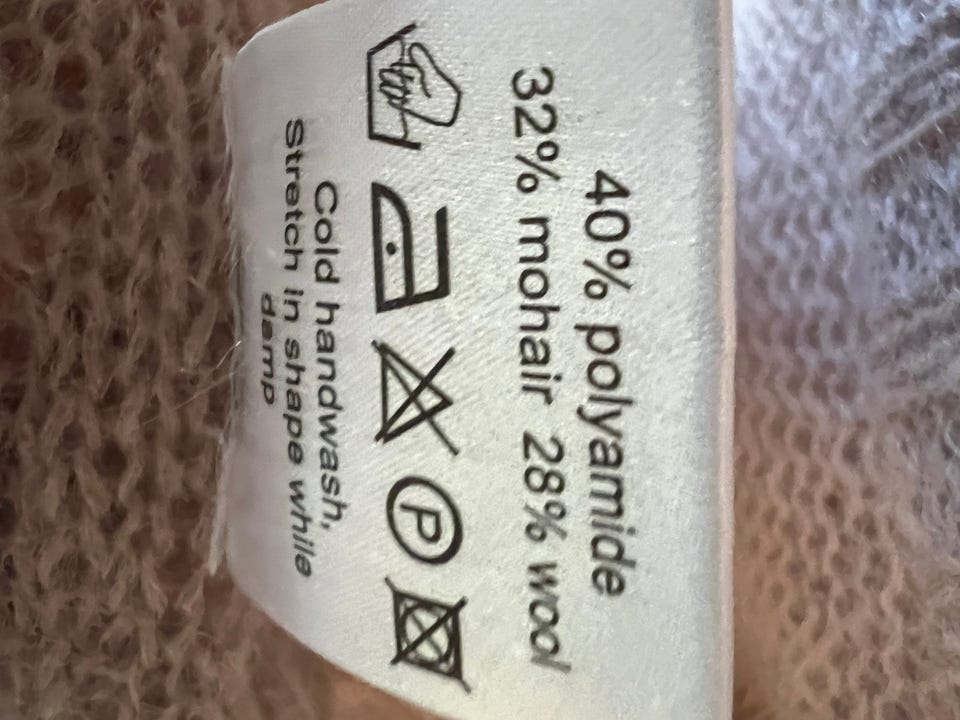 40% polyamide
32% mohair 28% wool
P
Cold handwash,
Stretch in shape while
damp